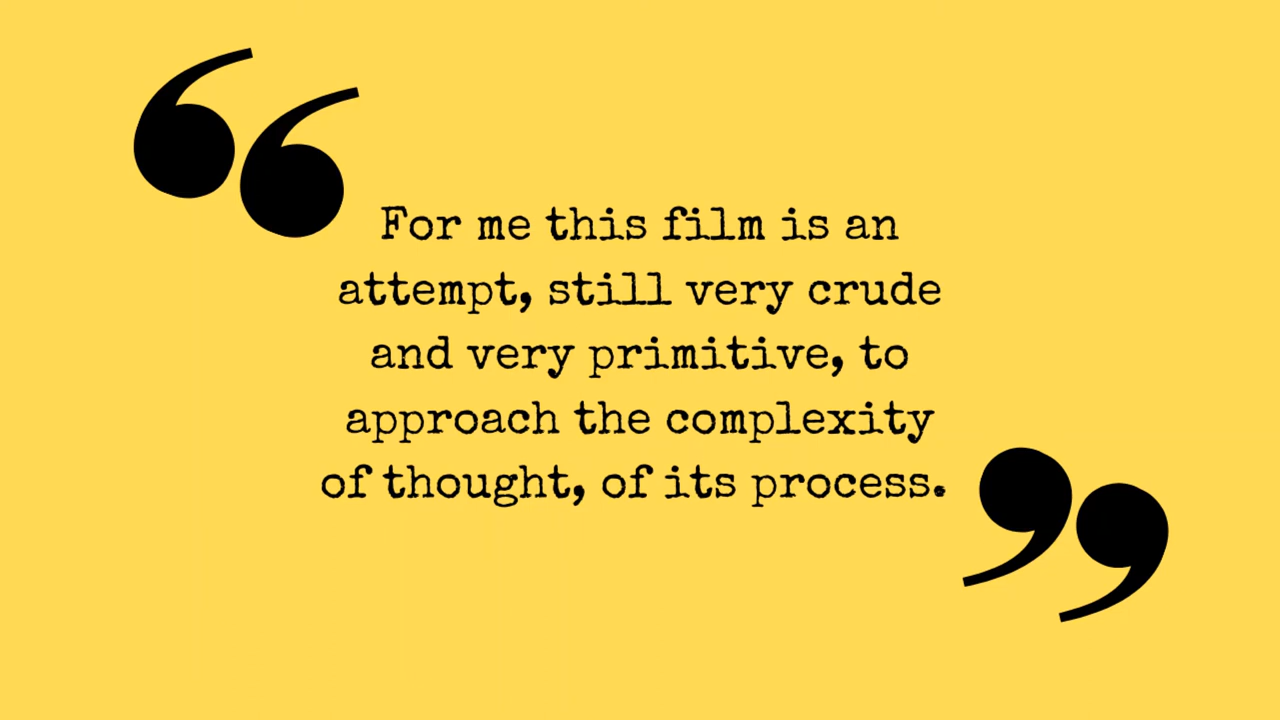 For me this film is an
attempt, still very crude
and very primitive, to
approach the complexity
of thought, of its process.